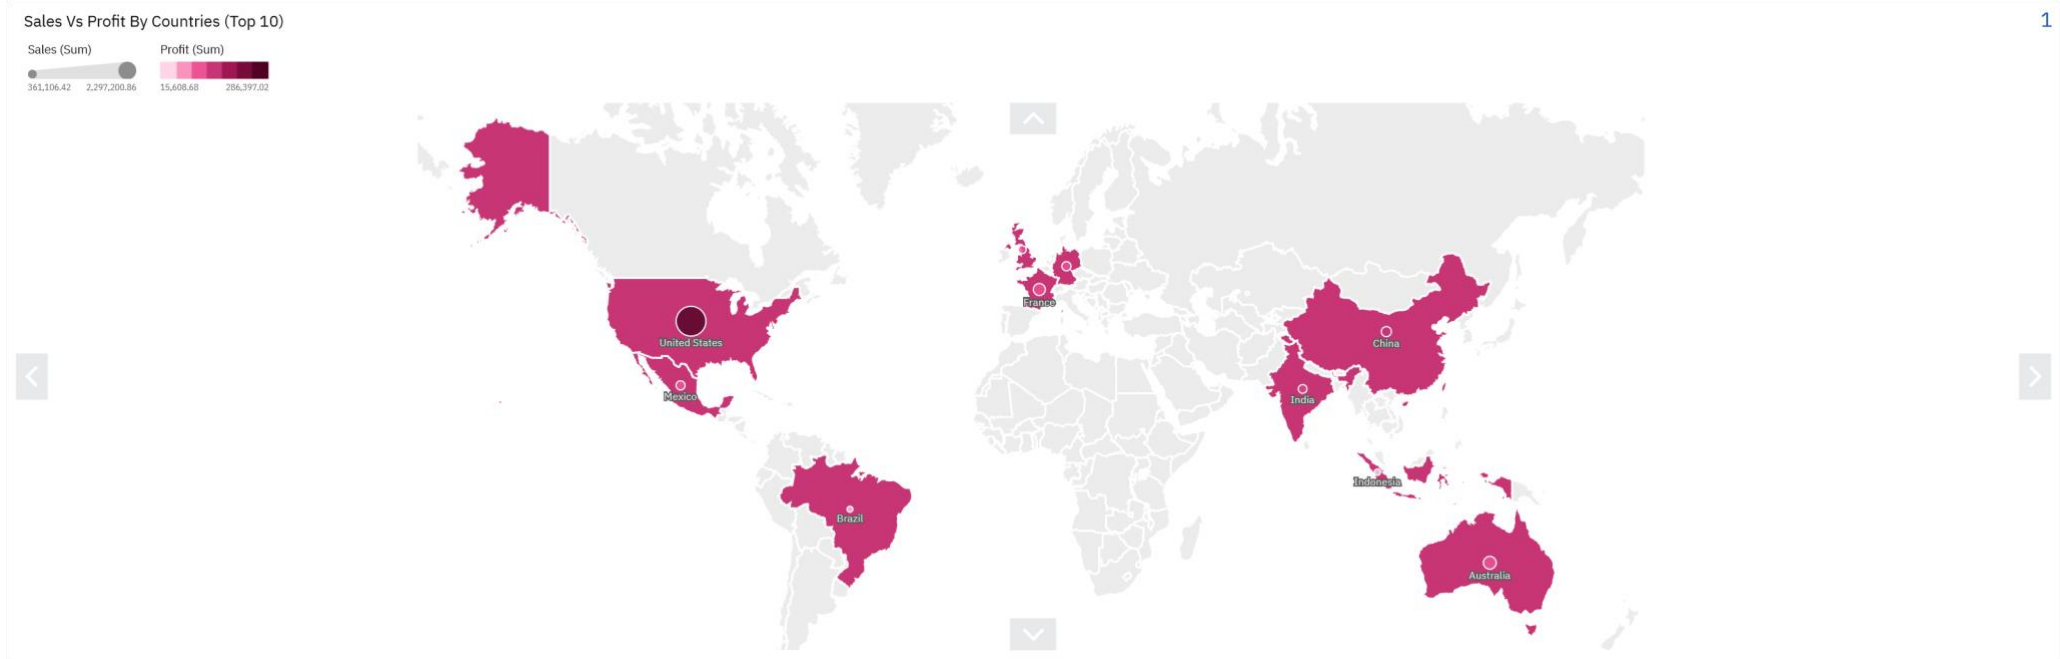 Sales Vs Profit By Countries (Top 10)
1
Sales (Sum)
Profit (Sum)
361,106.42
2,297,200.86
15,608.68
286,397.02
France
United States
China
Mexico
India
Indonesia
Brazil
Australia